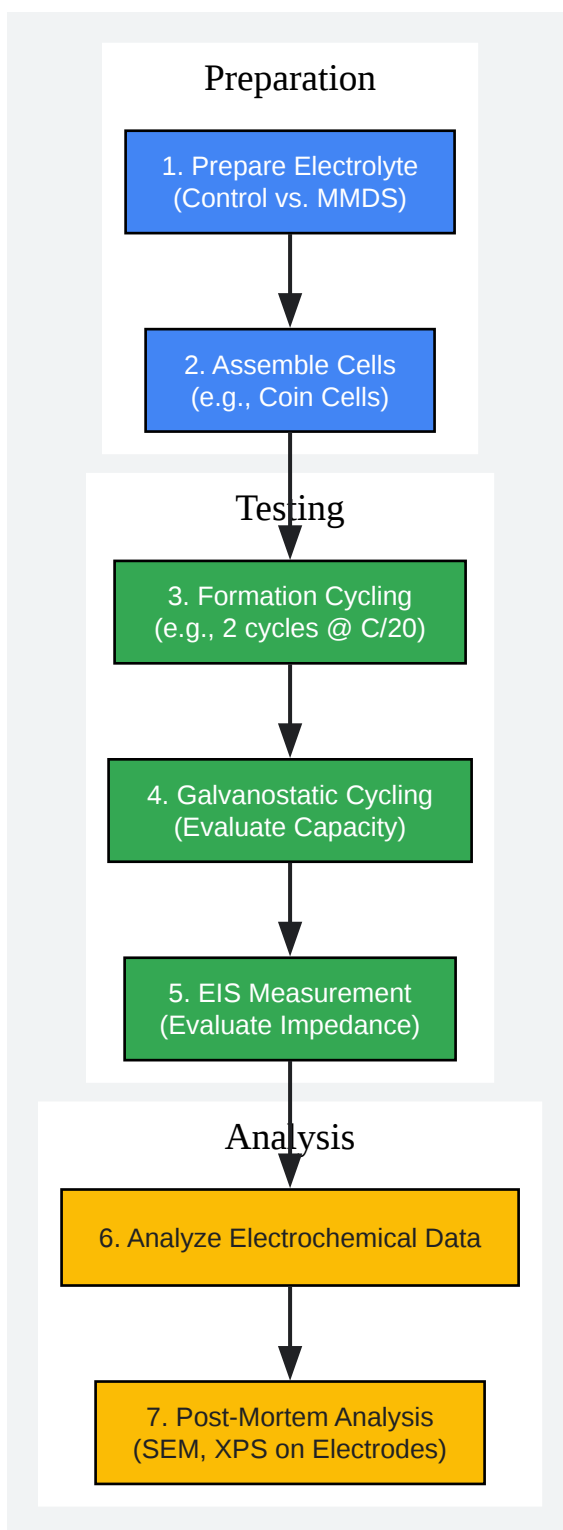 Preparation
1. Prepare Electrolyte
(Control vs. MMDS)
2. Assemble Cells
(e.g., Coin Cells)
Testing
3. Formation Cycling
(e.g., 2 cycles @ C/20)
4. Galvanostatic Cycling
(Evaluate Capacity)
5. EIS Measurement
(Evaluate Impedance)
Analysis
6. Analyze Electrochemical Data
7. Post-Mortem Analysis
(SEM, XPS on Electrodes)